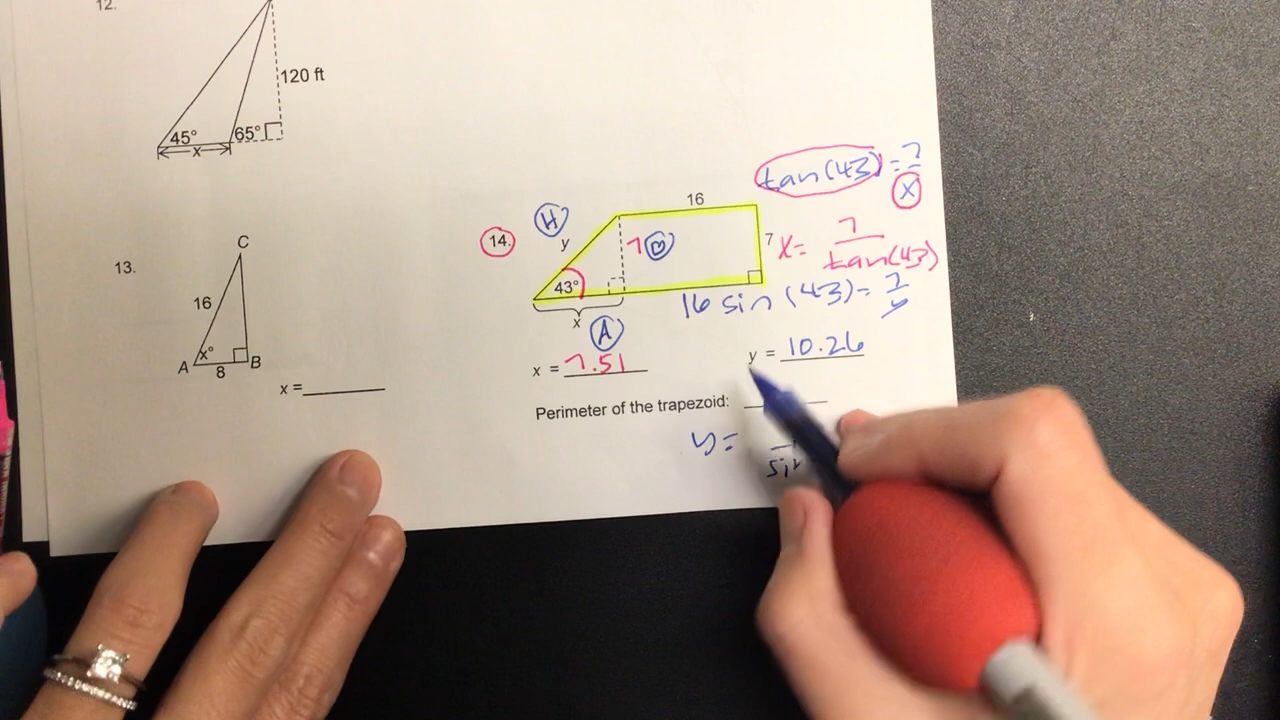 12.
120 ft
45°
65°
x
tan(43) = 7/x
16
14.
H
y
7
O
7
x = 7/tan(43)
43°
x
A
16
sin (43) = 7/y
x = 7.51
y = 10.26
Perimeter of the trapezoid:
y =
C
13.
16
x°
A
B
8
x =